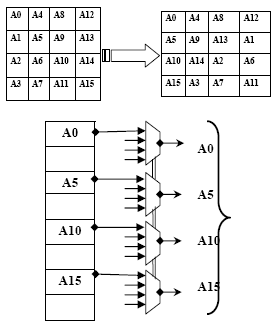 A0 A4 A8 A12
A1 A5 A9 A13
A2 A6 A10 A14
A3 A7 A11 A15
A0 A4 A8 A12
A5 A9 A13 A1
A10 A14 A2 A6
A15 A3 A7 A11
A0
A0
A5
A5
A10
A10
A15
A15